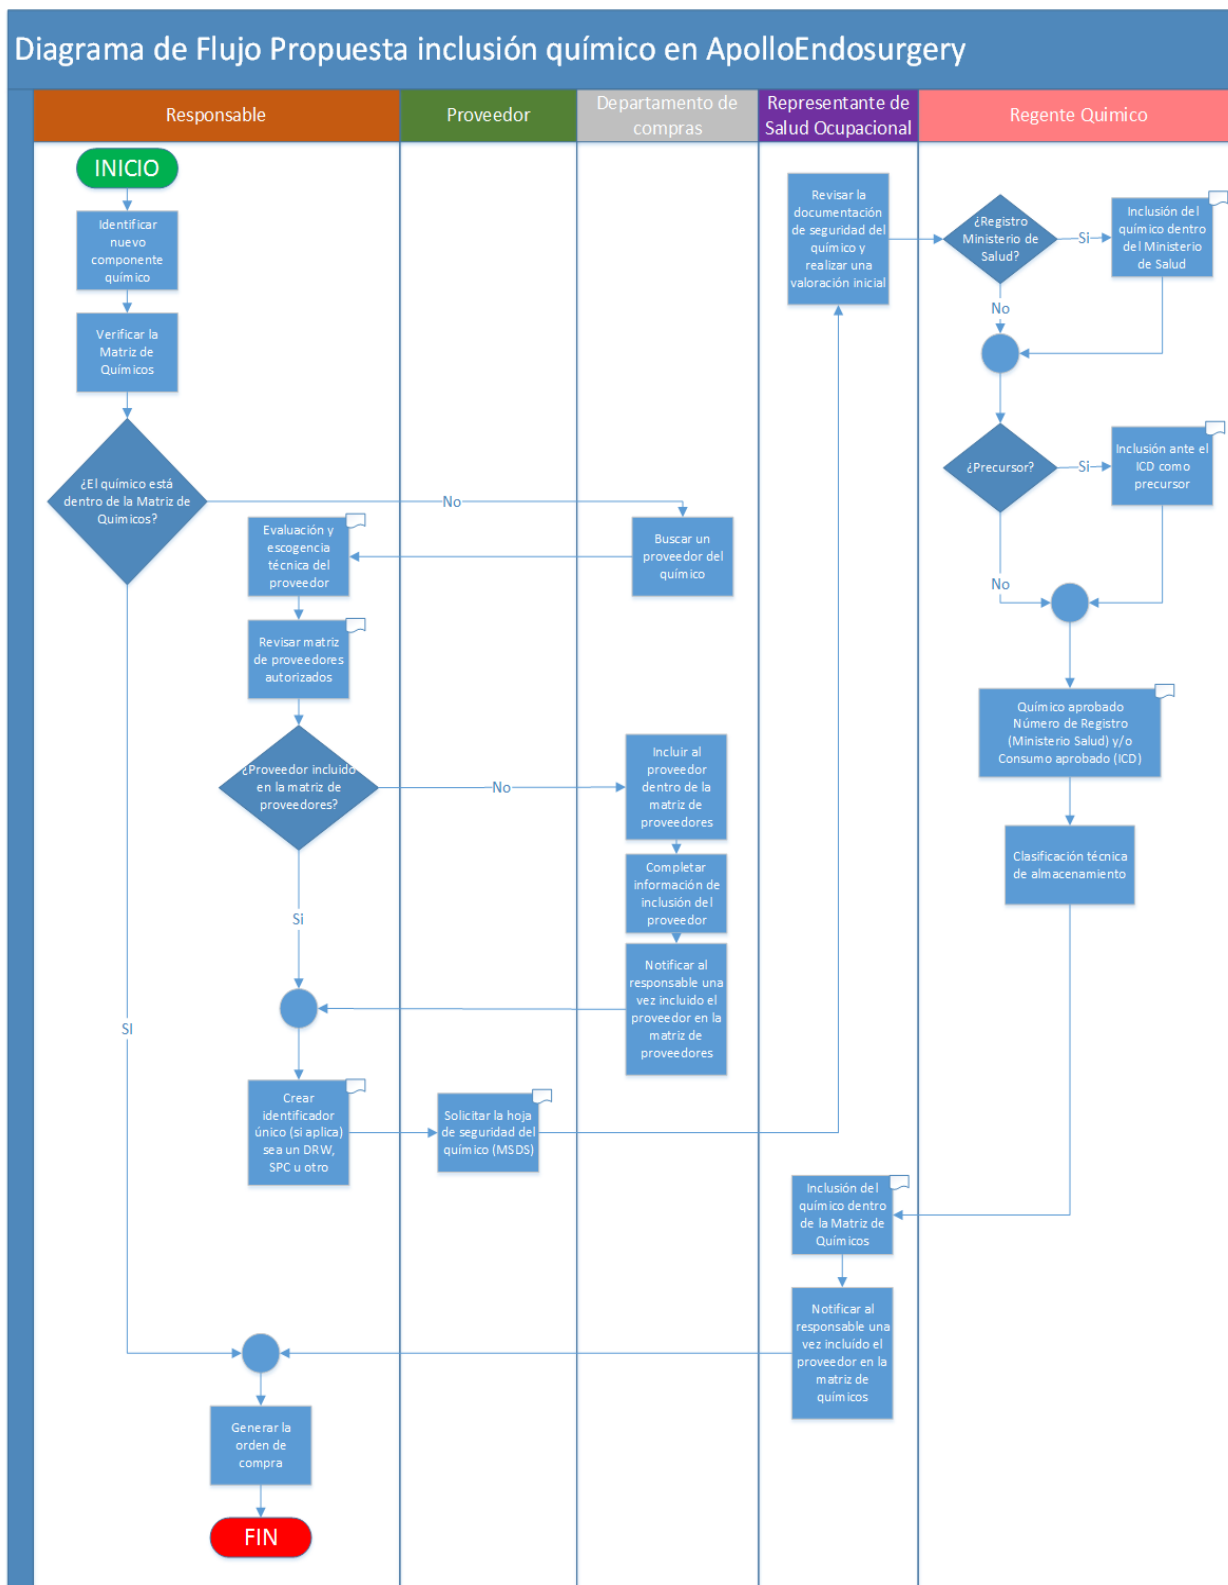 Diagrama de Flujo Propuesta inclusión químico en ApolloEndosurgery
Responsable
Proveedor
Departamento de
compras
Representante de
Salud Ocupacional
Regente Quimico
INICIO
Identificar
nuevo
componente
químico
Verificar la
Matriz de
Químicos
¿El químico está
dentro de la Matriz de
Quimicos?
No
SI
Buscar un
proveedor del
químico
Evaluación y
escogencia
técnica del
proveedor
Revisar matriz
de proveedores
autorizados
¿Proveedor incluido
en la matriz de
proveedores?
No
Si
Incluir al
proveedor
dentro de la
matriz de
proveedores
Completar
información de
inclusión del
proveedor
Notificar al
responsable una
vez incluido el
proveedor en la
matriz de
proveedores
Crear
identificador
único (si aplica)
sea un DRW,
SPC u otro
Solicitar la hoja
de seguridad del
químico (MSDS)
Revisar la
documentación
de seguridad del
químico y
realizar una
valoración inicial
¿Registro
Ministerio de
Salud?
Si
No
Inclusión del
químico dentro
del Ministerio
de Salud
¿Precursor?
Si
No
Inclusión ante el
ICD como
precursor
Químico aprobado
Número de Registro
(Ministerio Salud) y/o
Consumo aprobado (ICD)
Clasificación técnica
de almacenamiento
Inclusión del
químico dentro
de la Matriz de
Químicos
Notificar al
responsable una
vez incluído el
proveedor en la
matriz de
químicos
Generar la
orden de
compra
FIN